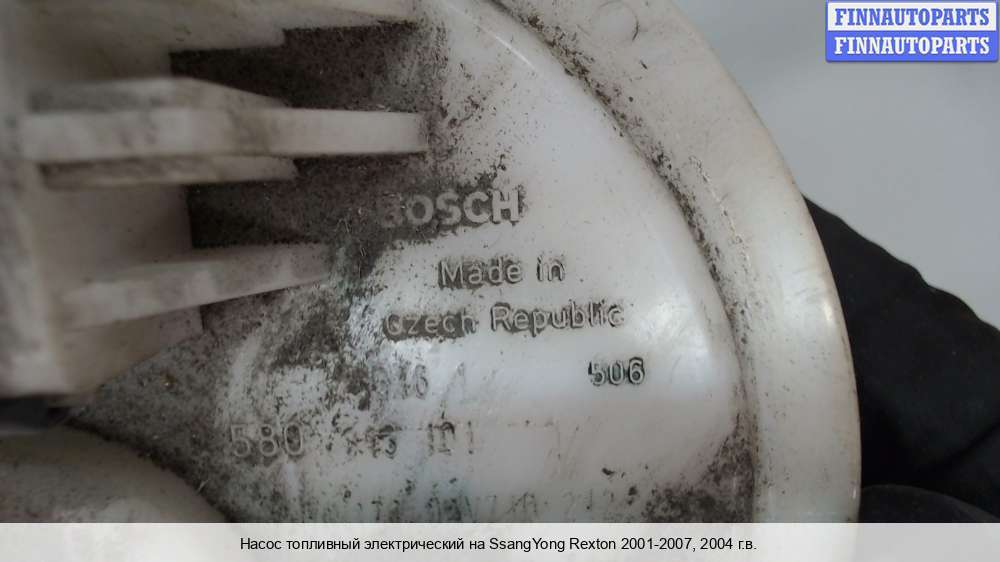 FINNAUTOPARTS
FINNAUTOPARTS
BOSCH
Made in
Czech Republic
506
580
Насос топливный электрический на SsangYong Rexton 2001-2007, 2004 г.в.